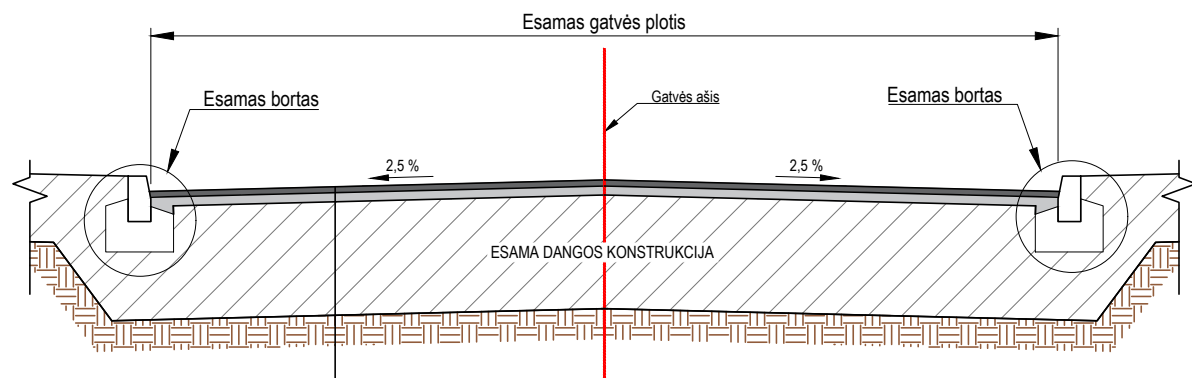 Esamas gatvės plotis
Esamas bortas
Gatvės ašis
Esamas bortas
2,5 %
2,5 %
ESAMA DANGOS KONSTRUKCIJA